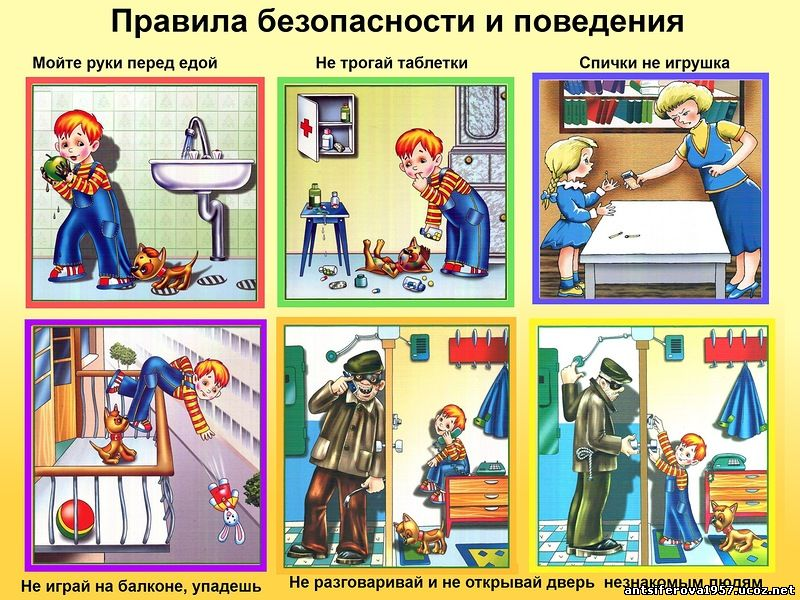 Правила безопасности и поведения
Мойте руки перед едой
Не трогай таблетки
Спички не игрушка
Не играй на балконе, упадешь
Не разговаривай и не открывай дверь незнакомым людям
antsiferova1957.ucoz.net